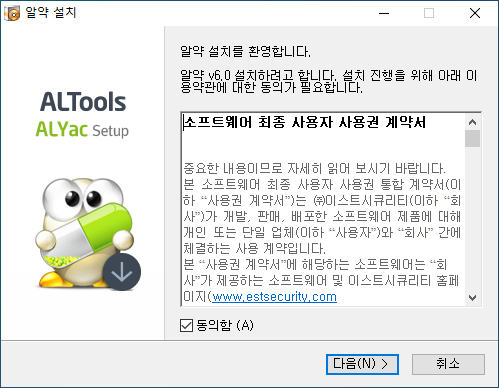 알약 설치
ALTools
ALYac Setup
알약 설치를 환영합니다.
알약 v6.0 설치하려고 합니다. 설치 진행을 위해 아래 이
용약관에 대한 동의가 필요합니다.
소프트웨어 최종 사용자 사용권 계약서
중요한 내용이므로 자세히 읽어 보시기 바랍니다.
본 소프트웨어 최종 사용자 사용권 통합 계약서(이
하 “사용권 계약서”)는 ㈜이스트시큐리티(이하 “회
사”)가 개발, 판매, 배포한 소프트웨어 제품에 대해
개인 또는 단일 업체(이하 “사용자”)와 “회사” 간에
체결하는 사용 계약입니다.
본 “사용권 계약서”에 해당하는 소프트웨어는 “회
사”가 제공하는 소프트웨어 및 이스트시큐리티 홈페
이지(www.estsecurity.com
동의함 (A)
다음(N) >
취소